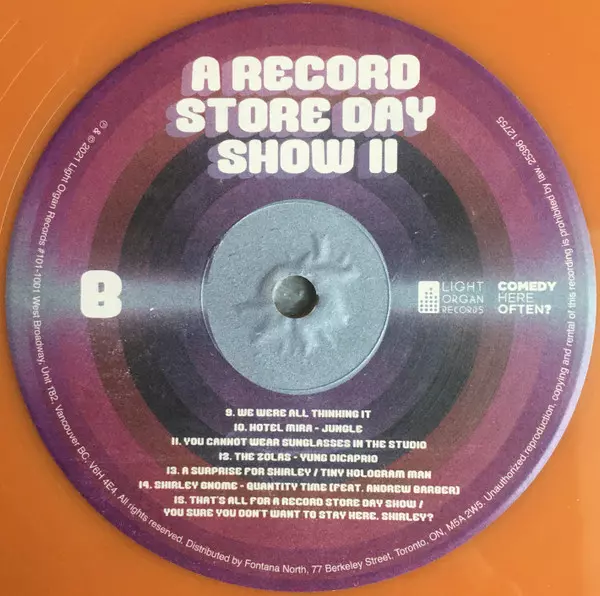 A RECORD
STORE DAY
SHOW II
B
LIGHT
ORGAN
RECORDS
COMEDY
HERE
OFTEN?
9. WE WERE ALL THINKING IT
10. HOTEL MIRA - JUNGLE
11. YOU CANNOT WEAR SUNGLASSES IN THE STUDIO
12. THE ZOLAS - YUNG DICAPRIO
13. A SURPRISE FOR SHIRLEY / TINY HOLOGRAM MAN
14. SHIRLEY GNOME - QUANTITY TIME (FEAT. ANDREW BARBER)
15. THAT'S ALL FOR A RECORD STORE DAY SHOW /
YOU SURE YOU DON'T WANT TO STAY HERE, SHIRLEY?
℗ & © 2021 Light Organ Records #101-1001 West Broadway, Unit 182, Vancouver BC, V6H 4E4. All rights reserved. Distributed by Fontana North, 77 Berkeley Street. Toronto, ON, M5A 2W5. Unauthorized reproduction, copying and rental of this recording is prohibited by law. 25396 12755